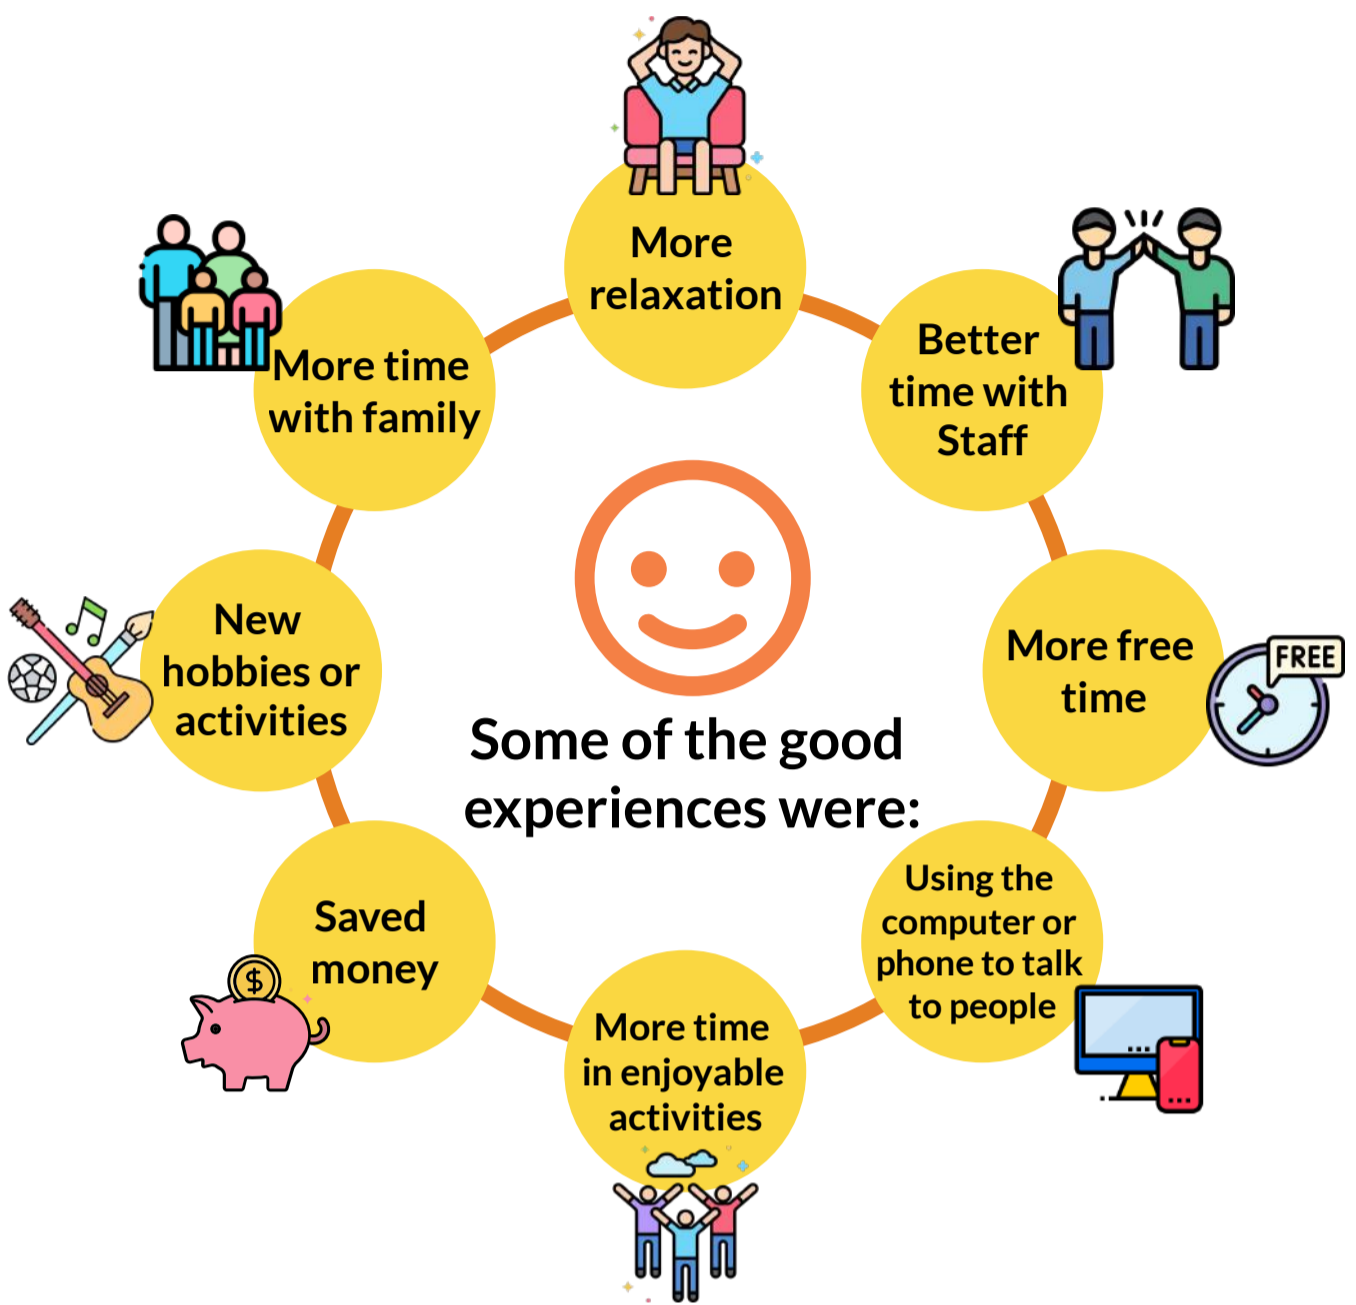 More
relaxation
Better
time with
Staff
More free
time
FREE
Using the
computer or
phone to talk
to people
More time
in enjoyable
activities
Saved
money
$
New
hobbies or
activities
More time
with family
Some of the good
experiences were: